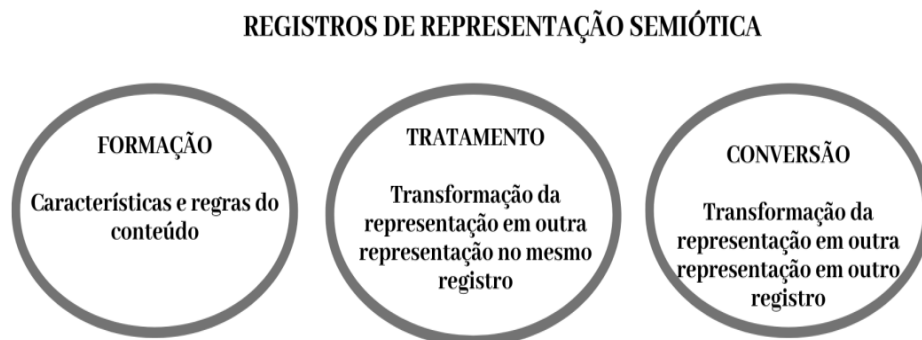 REGISTROS DE REPRESENTAÇÃO SEMIÓTICA
FORMAÇÃO
Características e regras do
conteúdo
TRATAMENTO
Transformação da
representação em outra
representação no mesmo
registro
CONVERSÃO
Transformação da
representação em outra
representação em outro
registro